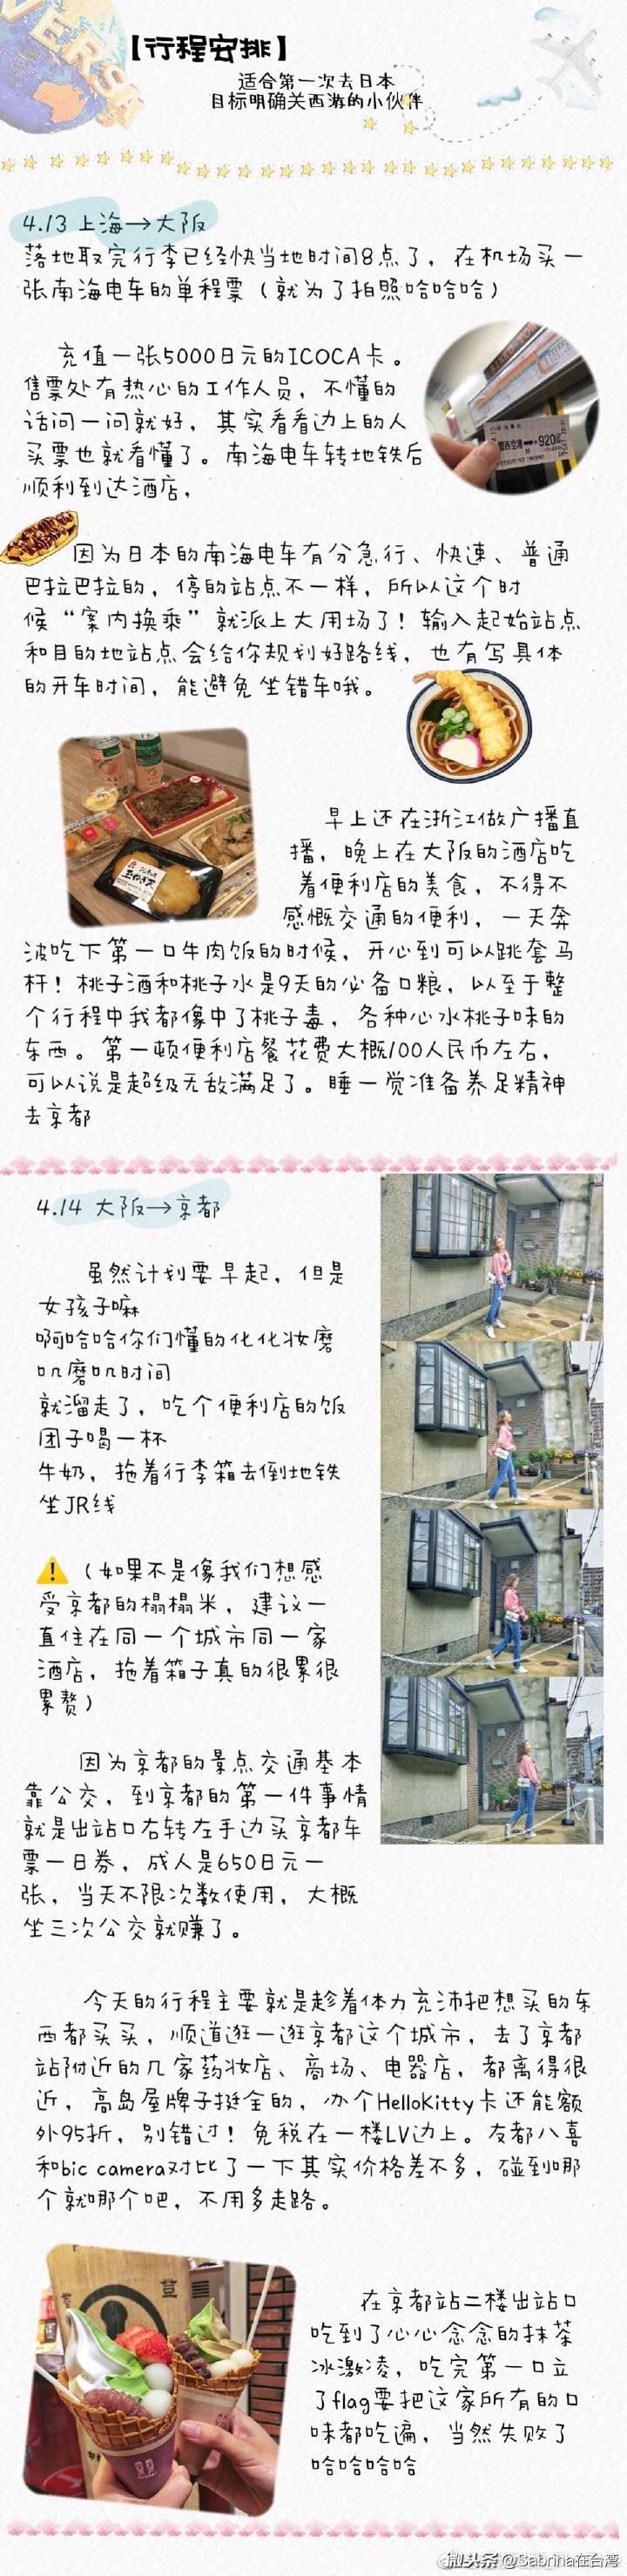 VERSA
【行程安排】
适合第一次去日本
目标明确关西游的小伙伴
4.13 上海→大阪
落地取完行李已经快当地时间8点了，在机场买一
张南海电车的单程票（就为了拍照哈哈哈）
充值一张5000日元的ICOCA卡。
售票处有热心的工作人员，不懂的
话问一问就好，其实看看边上的人
买票也就看懂了。南海电车转地铁后
顺利到达酒店，
関西空港→920
因为日本的南海电车有分急行、快速、普通
巴拉巴拉的，停的站点不一样，所以这个时
候“案内换乘”就派上大用场了！输入起始站点
和目的地站点会给你规划好路线，也有写具体
的开车时间，能避免坐错车哦。
早上还在浙江做广播直
播，晚上在大阪的酒店吃
着便利店的美食，不得不
感慨交通的便利，一天奔
波吃下第一口牛肉饭的时候，开心到可以跳套马
杆！桃子酒和桃子水是9天的必备口粮，以至于整
个行程中我都像中了桃子毒，各种心水桃子味的
东西。第一顿便利店餐花费大概100人民币左右，
可以说是超级无敌满足了。睡一觉准备养足精神
去京都
4.14 大阪→京都
虽然计划要早起，但是
女孩子嘛
啊哈哈你们懂的化化妆磨
叽磨叽时间
就溜走了，吃个便利店的饭
团子喝一杯
牛奶，拖着行李箱去倒地铁
坐JR线
（如果不是像我们想感
受京都的榻榻米，建议一
直住在同一个城市同一家
酒店，拖着箱子真的很累很
累赘）
因为京都的景点交通基本
靠公交，到京都的第一件事情
就是出站口右转左手边买京都车
票一日券，成人是650日元一
张，当天不限次数使用，大概
坐三次公交就赚了。
今天的行程主要就是趁着体力充沛把想买的东
西都买买，顺道逛一逛京都这个城市，去了京都
站附近的几家药妆店、商场、电器店，都离得很
近，高岛屋牌子挺全的，办个HelloKitty卡还能额
外95折，别错过！免税在一楼LV边上。友都八喜
和bic camera对比了一下其实价格差不多，碰到哪
个就哪个吧，不用多走路。
在京都站二楼出站口
吃到了心心念念的抹茶
冰激凌，吃完第一口立
了flag要把这家所有的口
味都吃遍，当然失败了
哈哈哈哈
微头条 @Sabrina在台湾